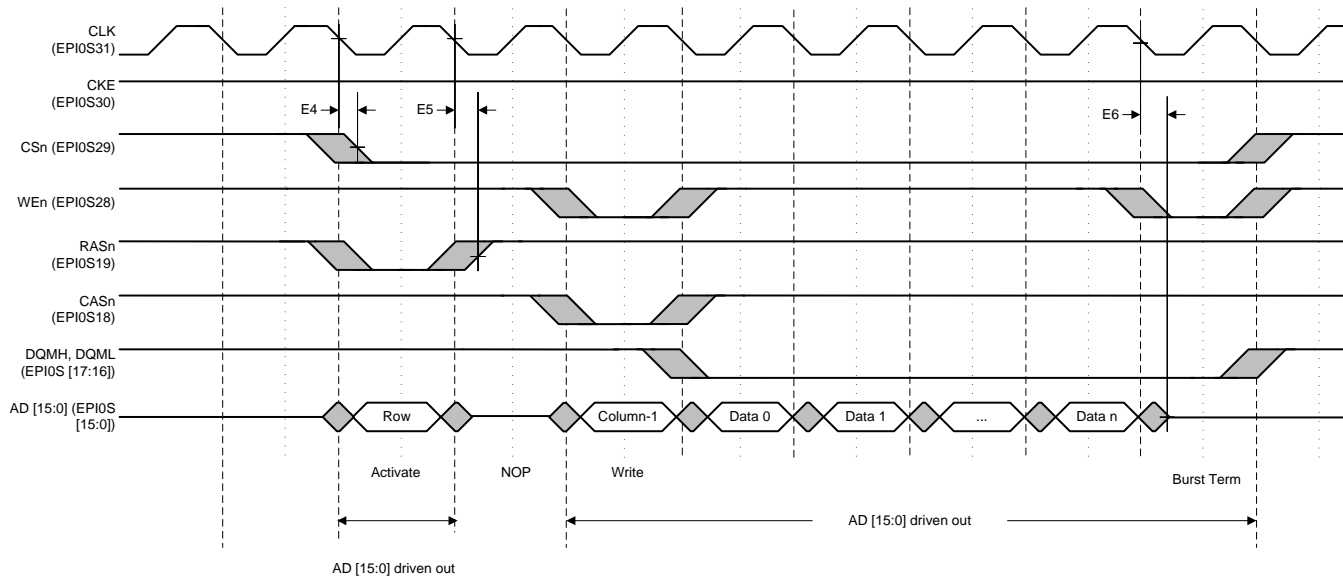 CLK
(EPI0S31)
CKE
(EPI0S30)
E4
E5
E6
CSn (EPI0S29)
WEn (EPI0S28)
RASn
(EPI0S19)
CASn
(EPI0S18)
DQMH, DQML
(EPI0S [17:16])
AD [15:0] (EPI0S
[15:0])
Row
Column-1
Data 0
Data 1
...
Data n
Activate
NOP
Write
Burst Term
AD [15:0] driven out
AD [15:0] driven out